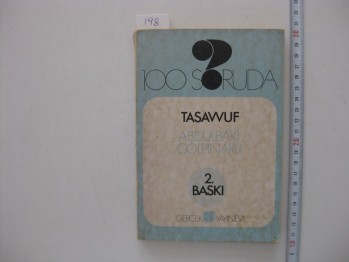 198
100 SORUDA
TASAVVUF
ABDÜLBAKİ
GÖLPINARLI
2.
BASKI
GERÇEK YAYINEVİ